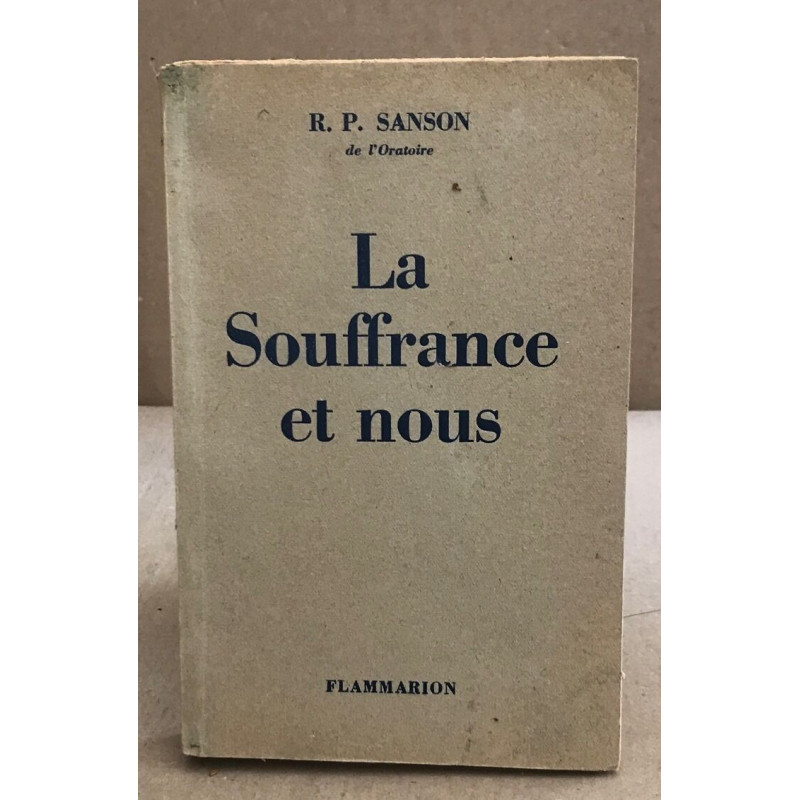 R. P. SANSON
de l'Oratoire
La
Souffrance
et nous
FLAMMARION